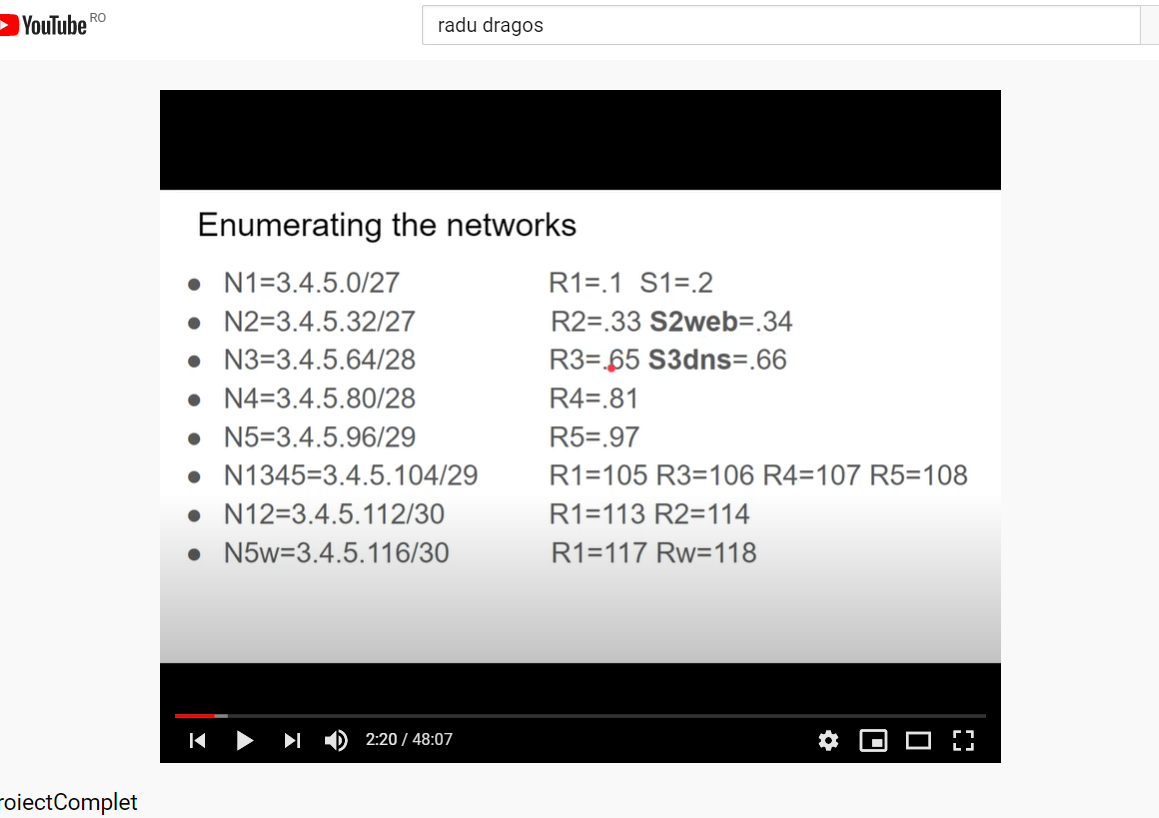 YouTube RO
radu dragos
Enumerating the networks
● N1=3.4.5.0/27 R1=.1 S1=.2
● N2=3.4.5.32/27 R2=.33 S2web=.34
● N3=3.4.5.64/28 R3=.65 S3dns=.66
● N4=3.4.5.80/28 R4=.81
● N5=3.4.5.96/29 R5=.97
● N1345=3.4.5.104/29 R1=105 R3=106 R4=107 R5=108
● N12=3.4.5.112/30 R1=113 R2=114
● N5w=3.4.5.116/30 R1=117 Rw=118
2:20 / 48:07
roiectComplet